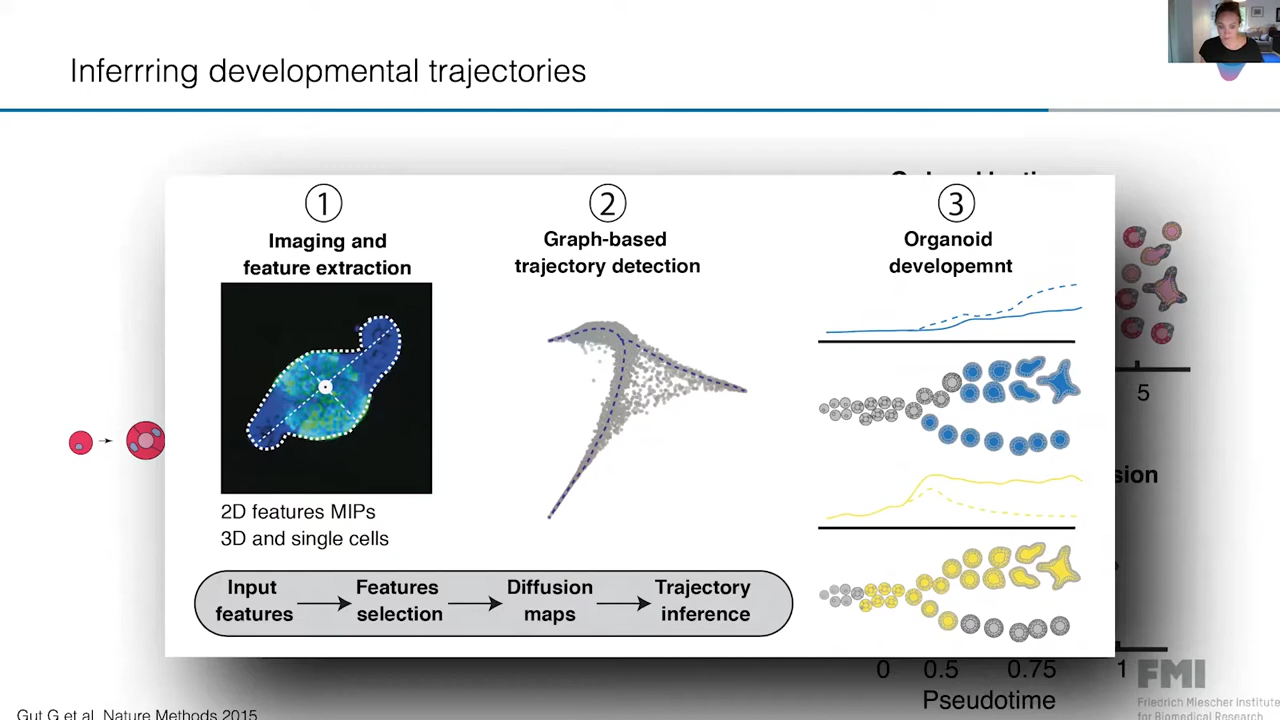 Inferrring developmental trajectories
1
Imaging and
feature extraction
2D features MIPs
3D and single cells
2
Graph-based
trajectory detection
3
Organoid
developemnt
Input
features
Features
selection
Diffusion
maps
Trajectory
inference
5
sion
0 0.5 0.75 1
Pseudotime
FMI
Friedrich Miescher Institute
for Biomedical Research
Gut G et al. Nature Methods 2015